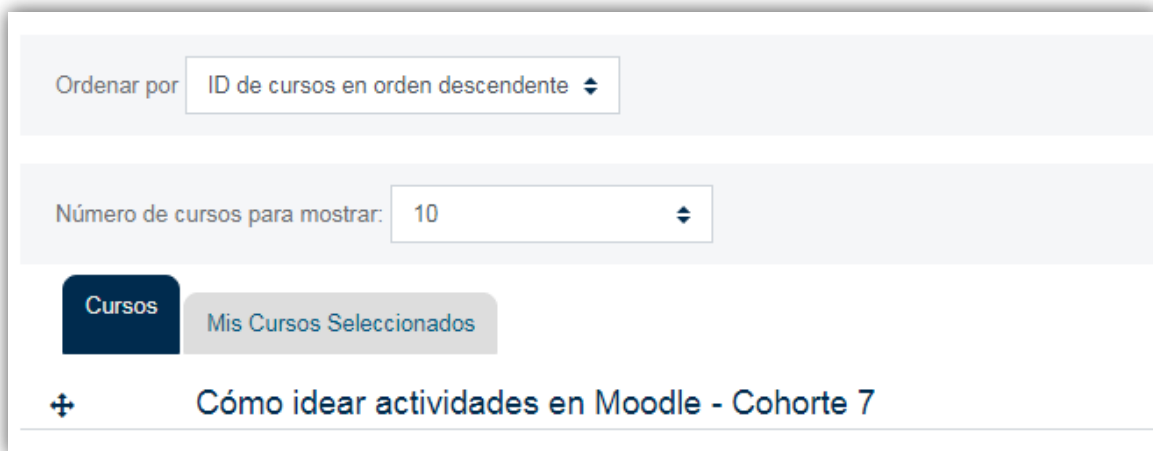 Ordenar por ID de cursos en orden descendente
Número de cursos para mostrar: 10
Cursos Mis Cursos Seleccionados
Cómo idear actividades en Moodle - Cohorte 7